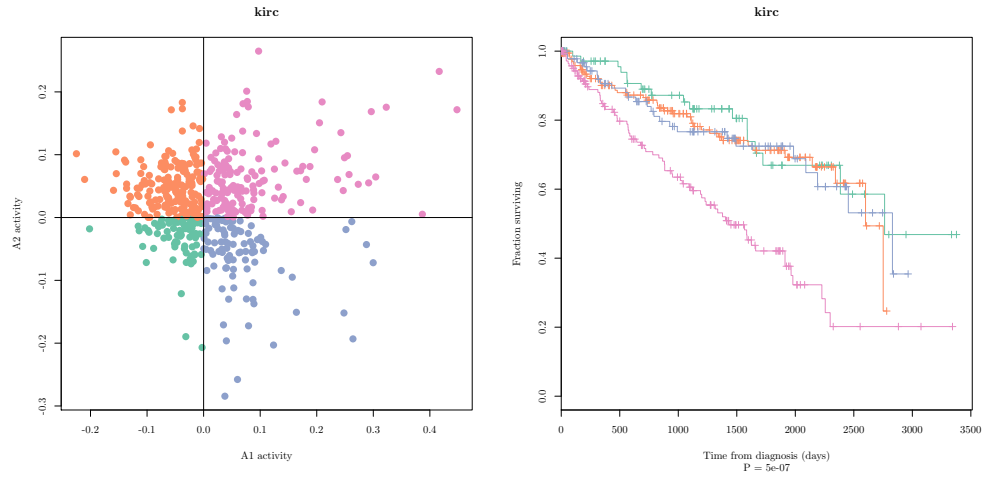 kirc
0.2
0.1
0.0
-0.1
-0.2
-0.3
A2 activity
-0.2 -0.1 0.0 0.1 0.2 0.3 0.4
A1 activity
kirc
1.0
0.8
0.6
0.4
0.2
0.0
Fraction surviving
0 500 1000 1500 2000 2500 3000 3500
Time from diagnosis (days)
P = 5e-07